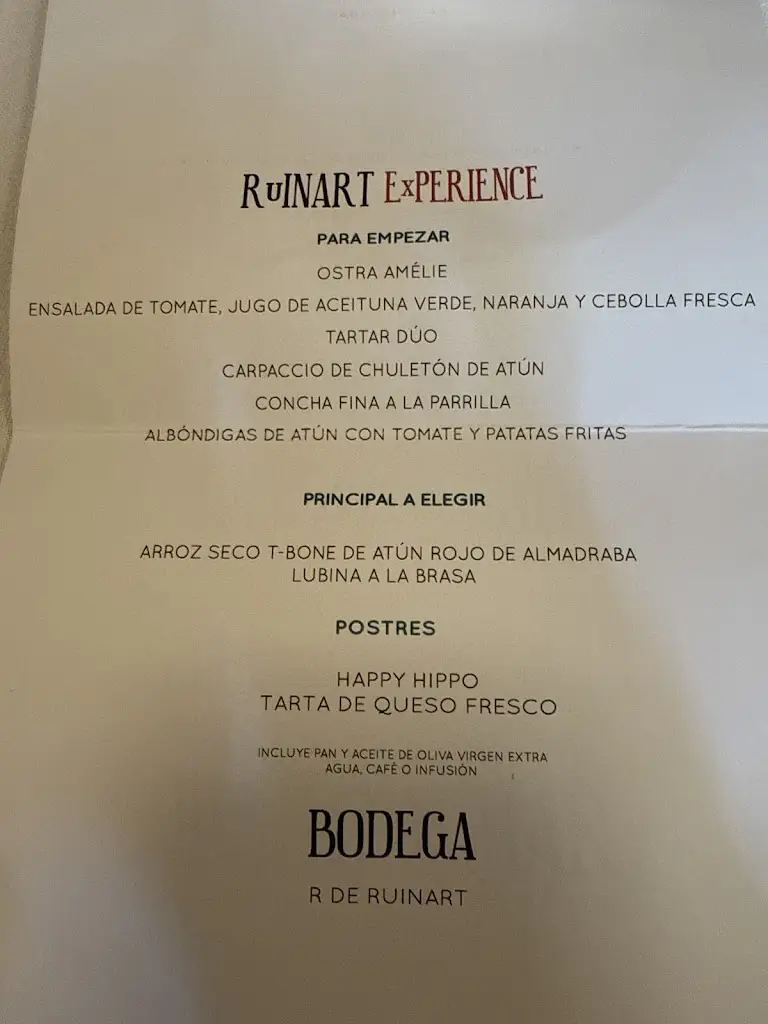 RuINART ExPERIENCE
PARA EMPEZAR
OSTRA AMÉLIE
ENSALADA DE TOMATE, JUGO DE ACEITUNA VERDE, NARANJA Y CEBOLLA FRESCA
TARTAR DÚO
CARPACCIO DE CHULETÓN DE ATÚN
CONCHA FINA A LA PARRILLA
ALBÓNDIGAS DE ATÚN CON TOMATE Y PATATAS FRITAS
PRINCIPAL A ELEGIR
ARROZ SECO T-BONE DE ATÚN ROJO DE ALMADRABA
LUBINA A LA BRASA
POSTRES
HAPPY HIPPO
TARTA DE QUESO FRESCO
INCLUYE PAN Y ACEITE DE OLIVA VIRGEN EXTRA
AGUA, CAFÉ O INFUSIÓN
BODEGA
R DE RUINART